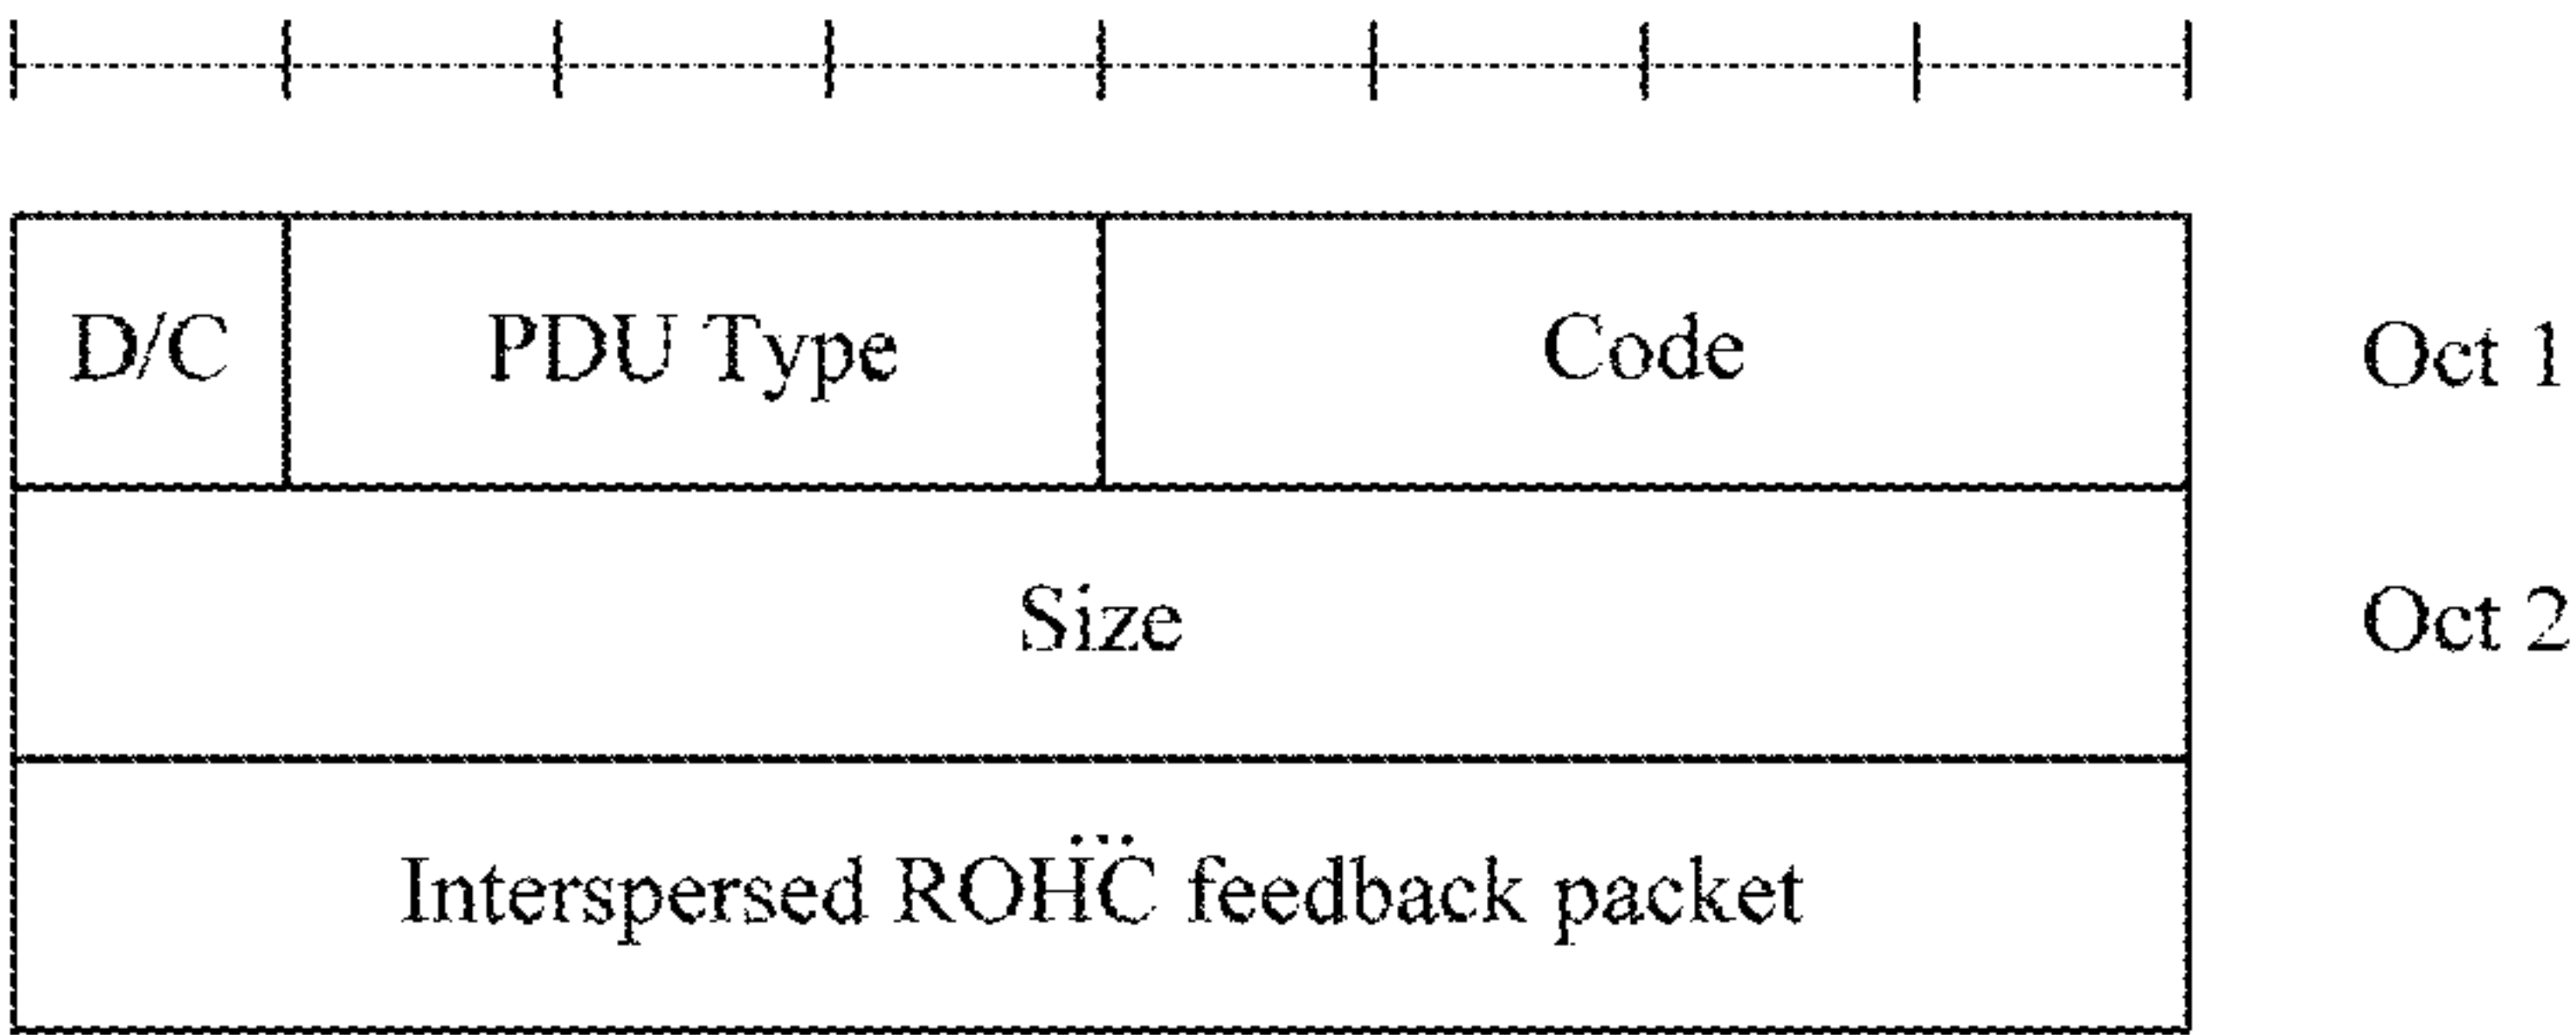 D/C PDU Type Code Oct 1
Size Oct 2
...
Interspersed ROHC feedback packet